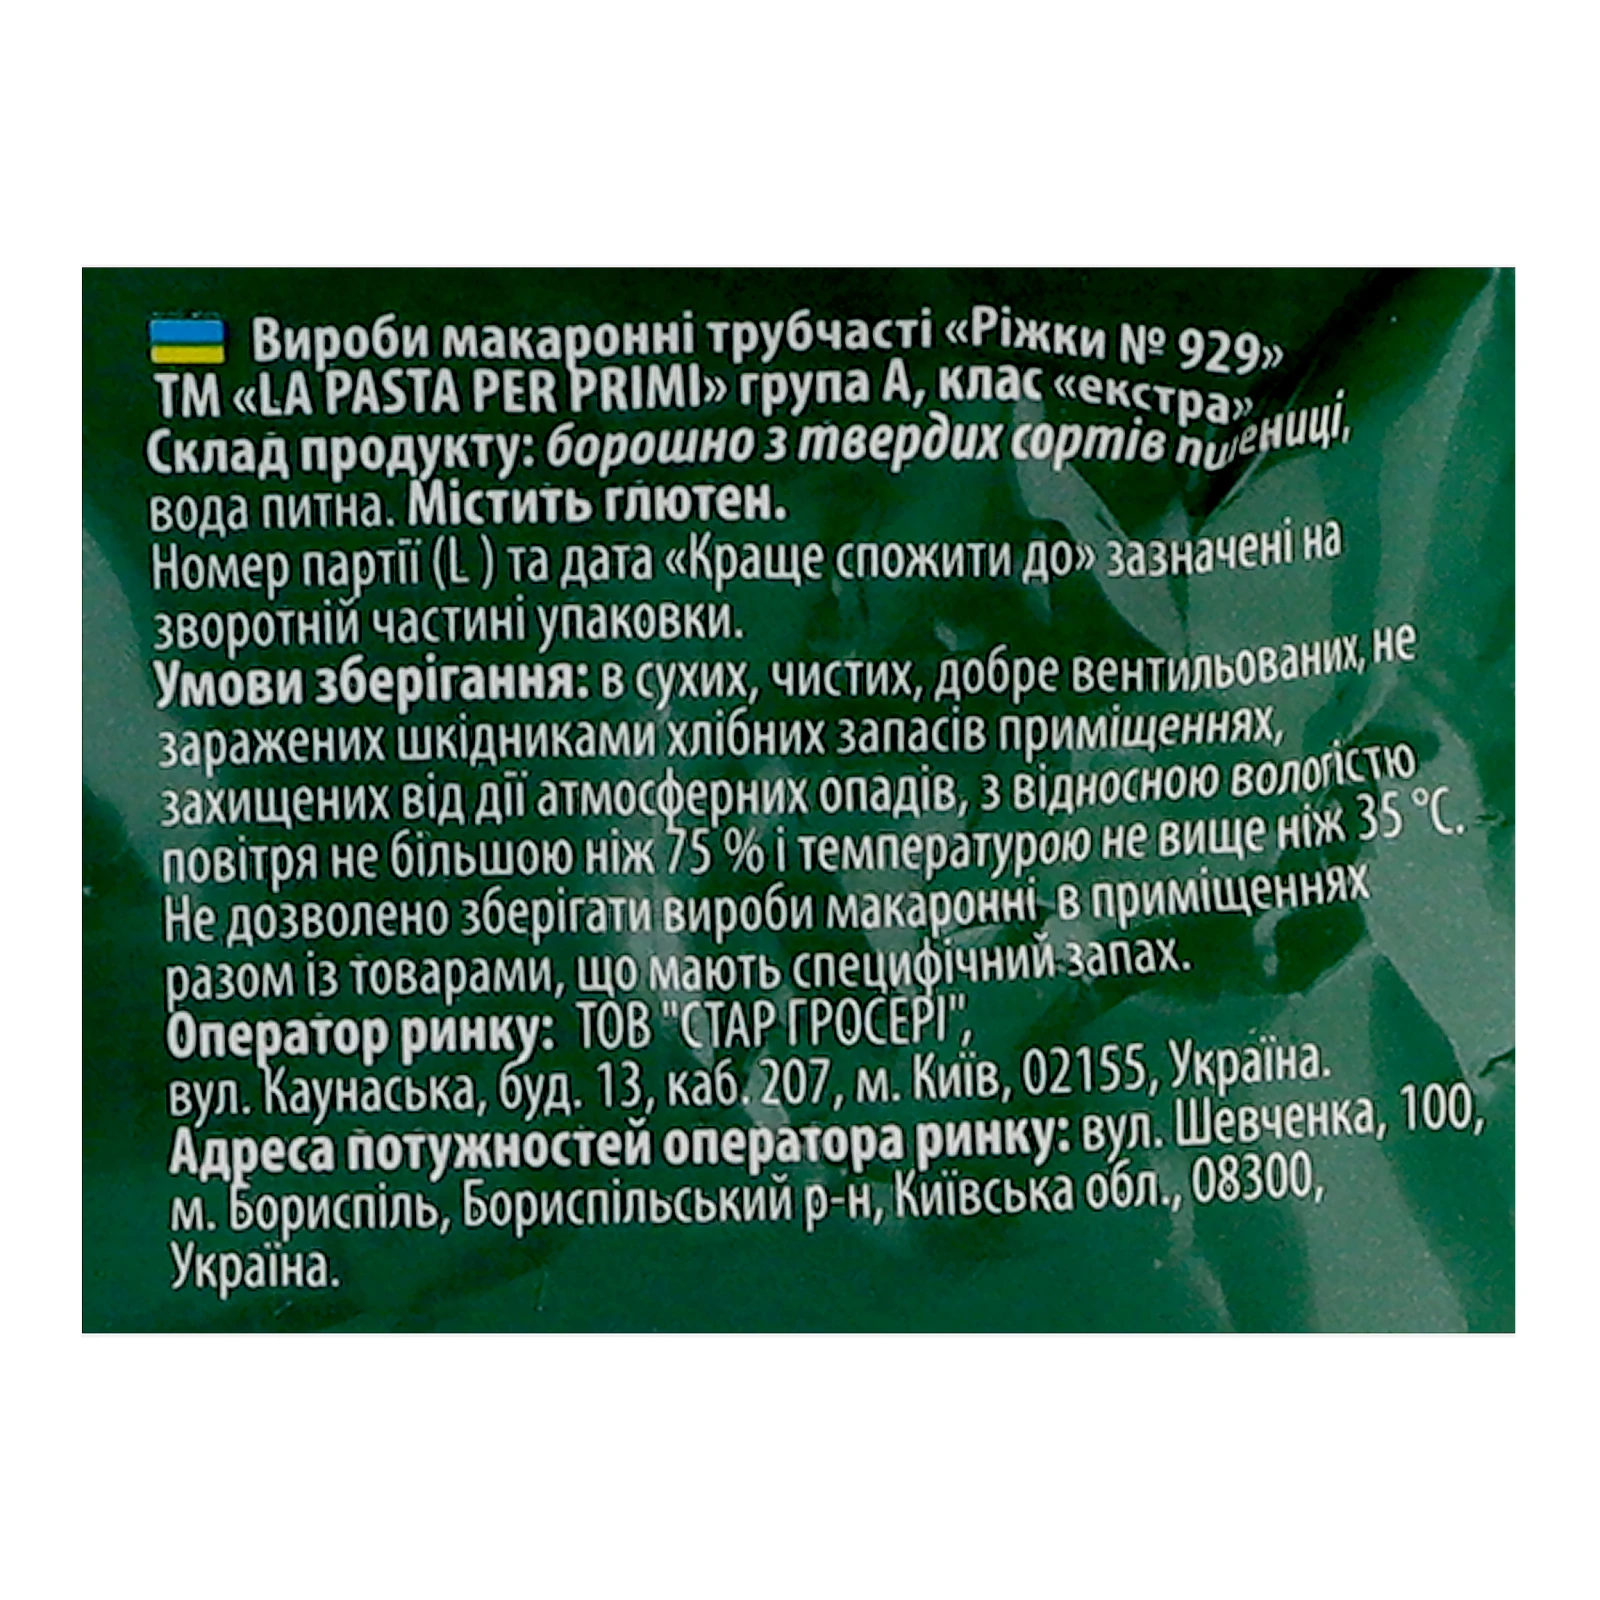 Вироби макаронні трубчасті «Ріжки № 929»
ТМ «LA PASTA PER PRIMI» група А, клас «екстра»
Склад продукту: борошно з твердих сортів пшениці,
вода питна. Містить глютен.
Номер партії (L ) та дата «Краще спожити до» зазначені на
зворотній частині упаковки.
Умови зберігання: в сухих, чистих, добре вентильованих, не
заражених шкідниками хлібних запасів приміщеннях,
захищених від дії атмосферних опадів, з відносною вологістю
повітря не більшою ніж 75 % і температурою не вище ніж 35 °С.
Не дозволено зберігати вироби макаронні в приміщеннях
разом із товарами, що мають специфічний запах.
Оператор ринку: ТОВ "СТАР ГРОСЕРІ",
вул. Каунаська, буд. 13, каб. 207, м. Київ, 02155, Україна.
Адреса потужностей оператора ринку: вул. Шевченка, 100,
м. Бориспіль, Бориспільський р-н, Київська обл., 08300,
Україна.